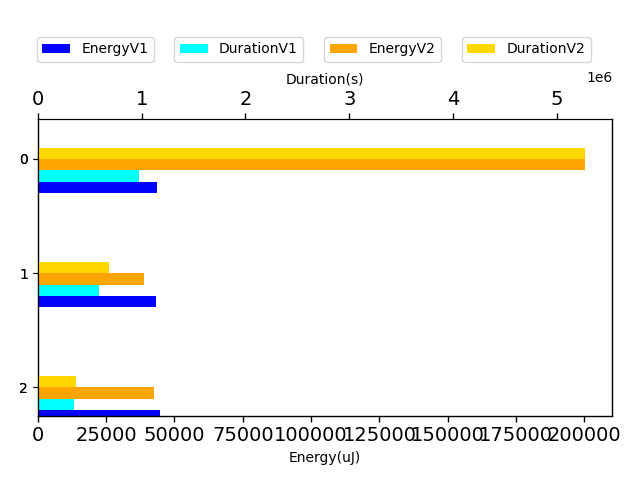 EnergyV1 DurationV1 EnergyV2 DurationV2
Duration(s)
1e6
0 1 2 3 4 5
0
1
2
0 25000 50000 75000 100000 125000 150000 175000 200000
Energy(uJ)